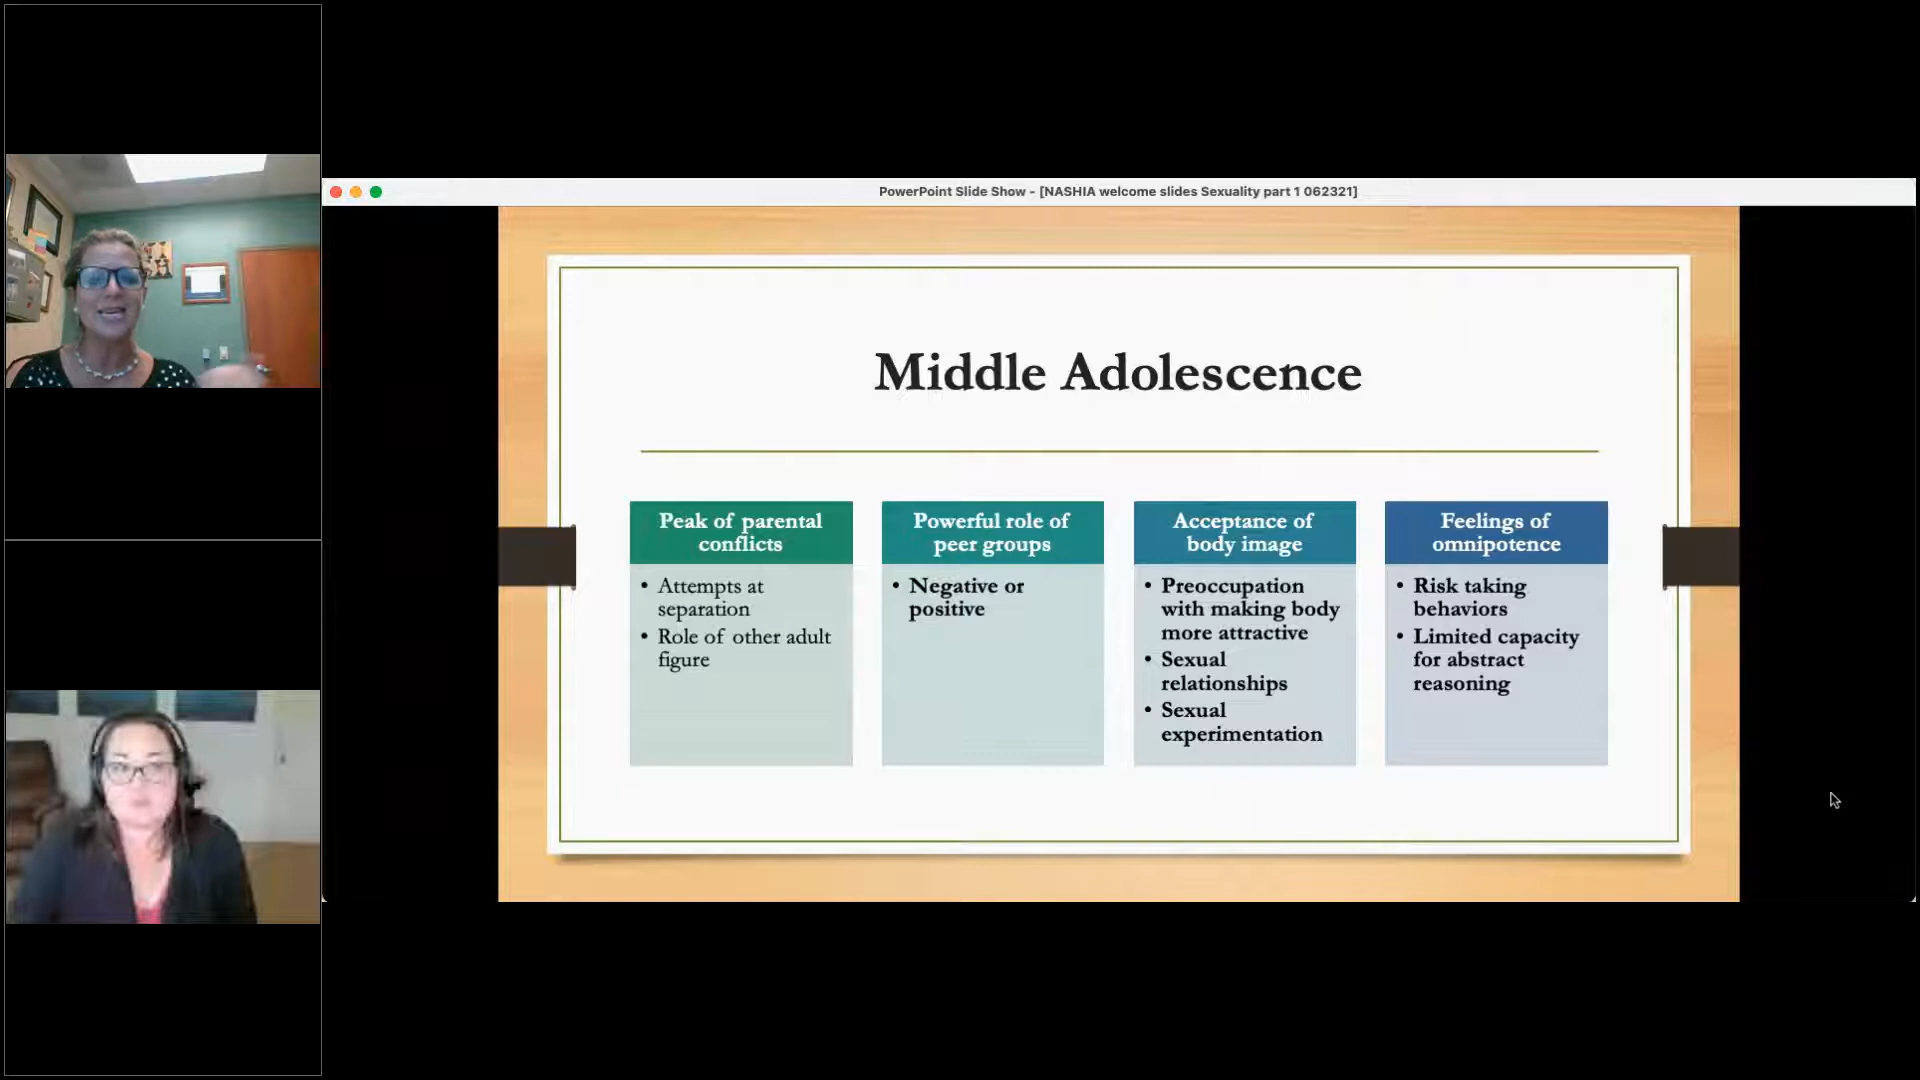 PowerPoint Slide Show - [NASHIA welcome slides Sexuality part 1 062321]
Middle Adolescence
Peak of parental
conflicts
• Attempts at
separation
• Role of other adult
figure
Powerful role of
peer groups
• Negative or
positive
Acceptance of
body image
• Preoccupation
with making body
more attractive
• Sexual
relationships
• Sexual
experimentation
Feelings of
omnipotence
• Risk taking
behaviors
• Limited capacity
for abstract
reasoning